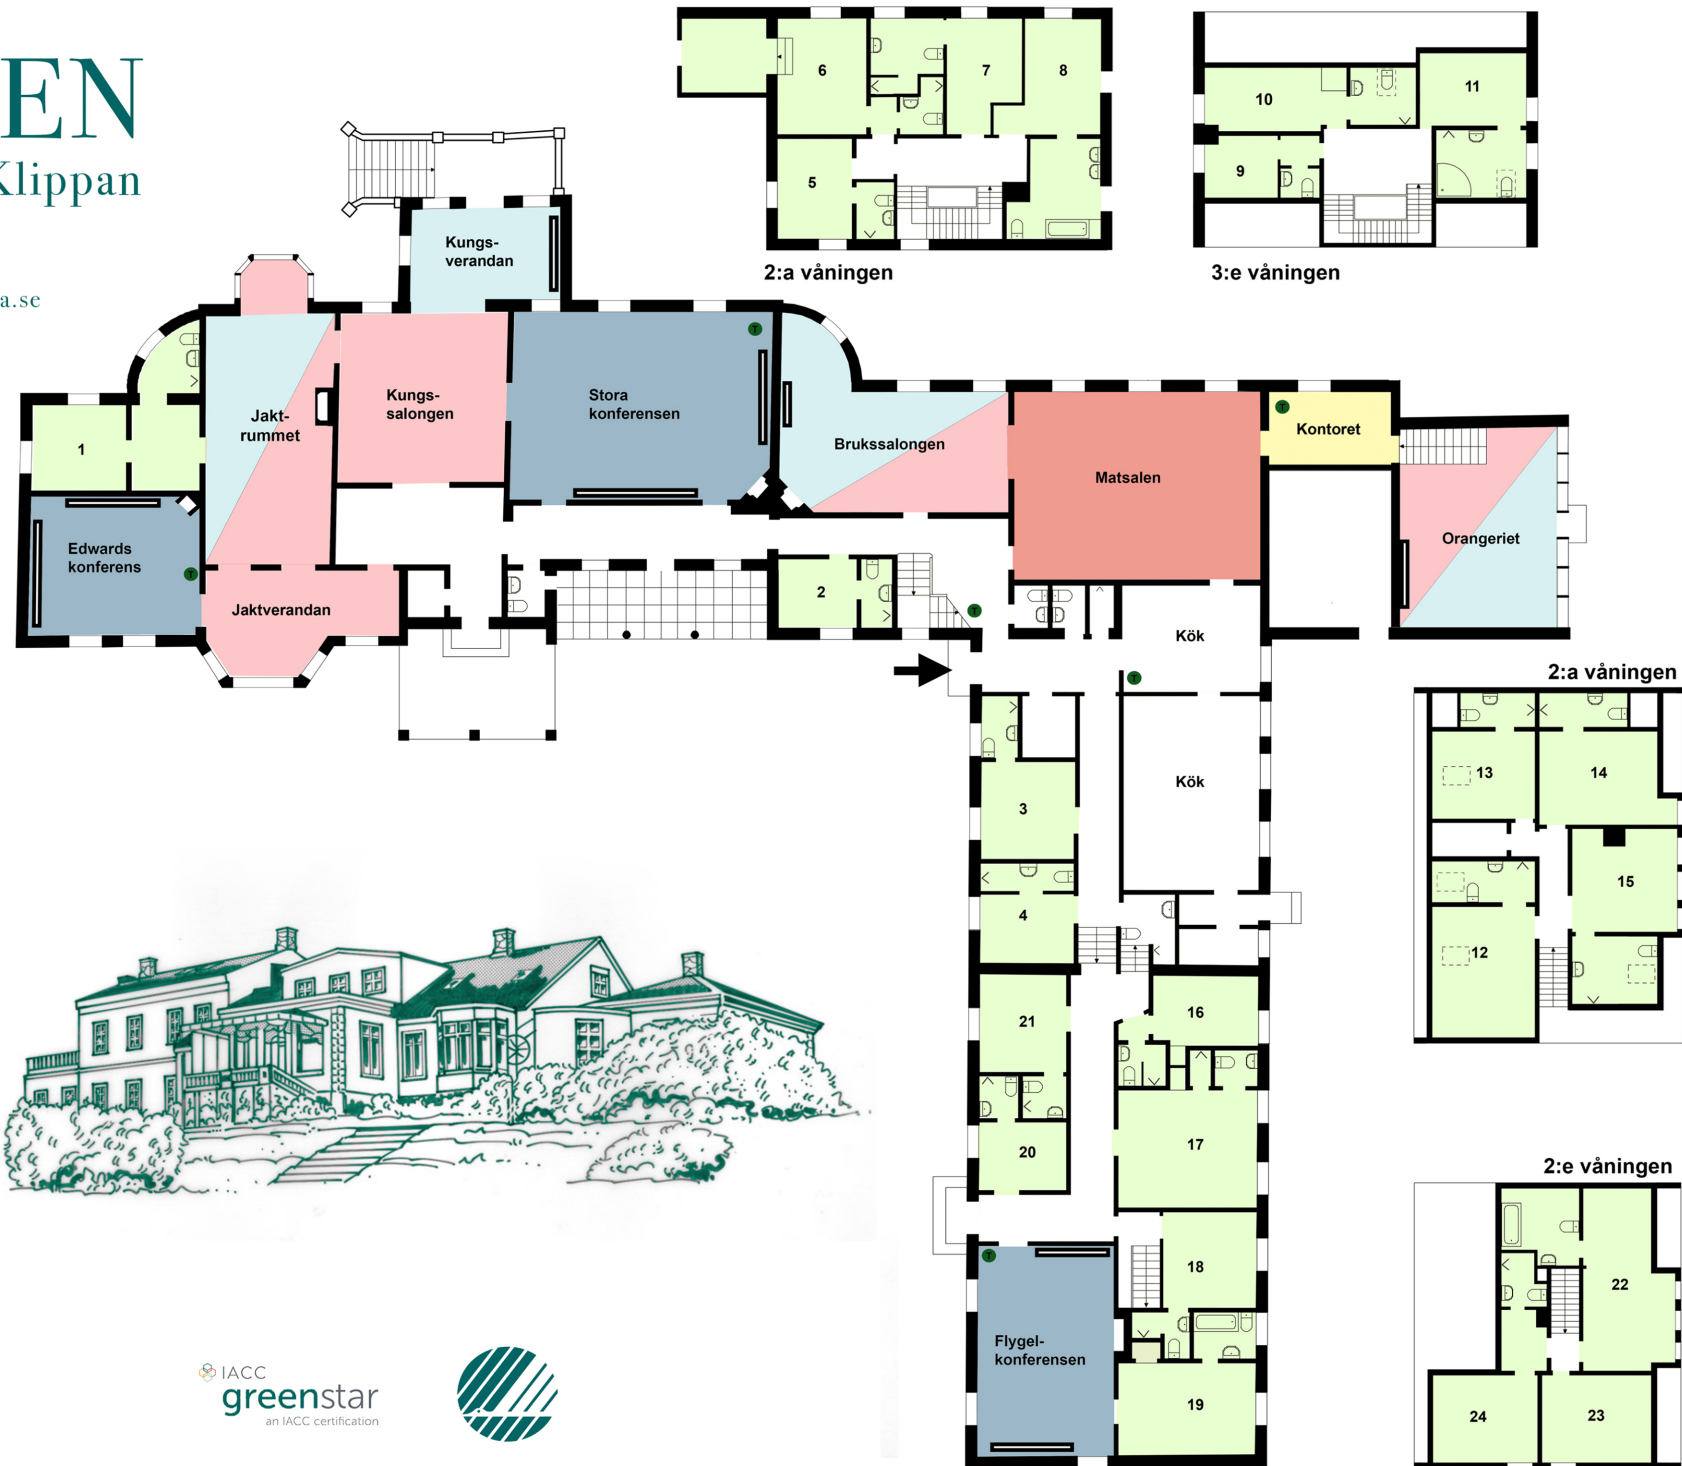 EN
Klippan
a.se
6
7
8
5
2:a våningen
10
11
9
3:e våningen
Kungs-
verandan
Jakt-
rummet
Kungs-
salongen
Stora
konferensen
T
Brukssalongen
Matsalen
T
Kontoret
Orangeriet
1
Edwards
konferens
T
Jaktverandan
2
T
Kök
T
Kök
3
4
21
16
20
17
18
T
Flygel-
konferensen
19
2:a våningen
13
14
15
12
2:e våningen
22
24
23
IACC
greenstar
an IACC certification